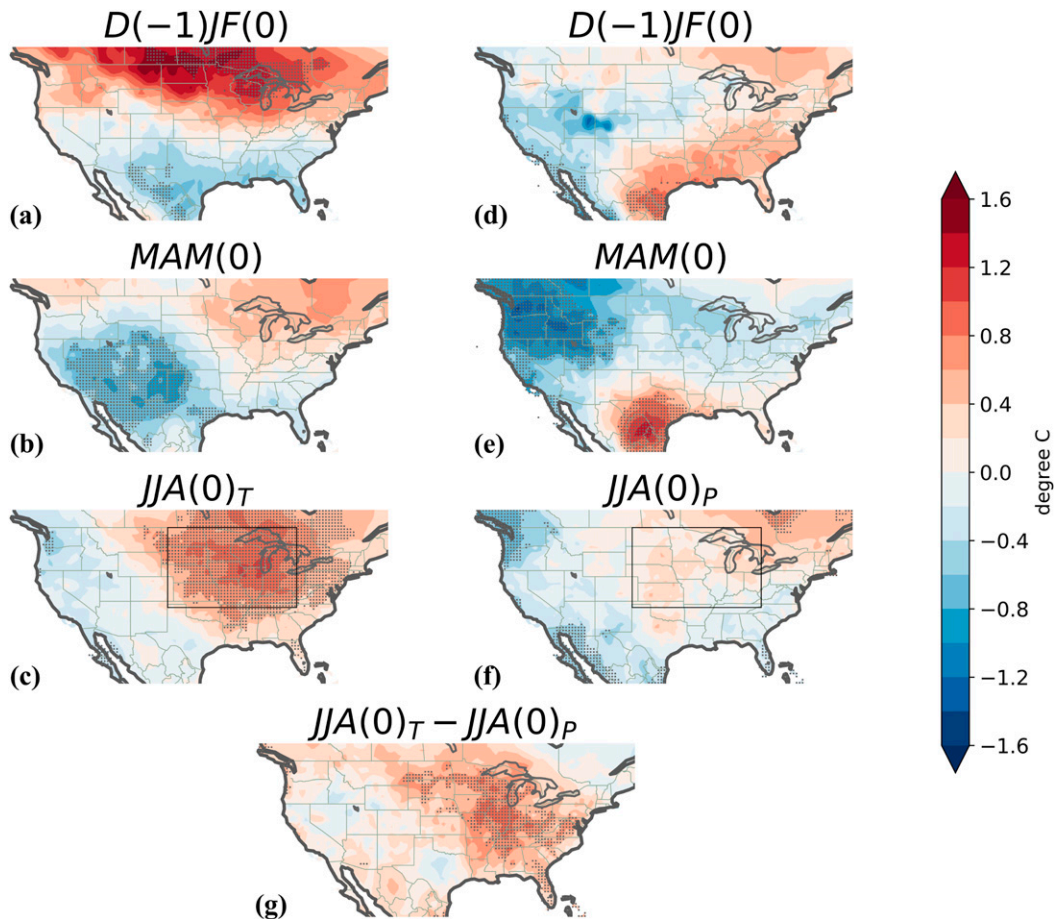 D(−1)JF(0)
(a)
D(−1)JF(0)
(d)
MAM(0)
(b)
MAM(0)
(e)
JJA(0)T
(c)
JJA(0)P
(f)
JJA(0)T − JJA(0)P
(g)
1.6
1.2
0.8
0.4
0.0
−0.4
−0.8
−1.2
−1.6
degree C